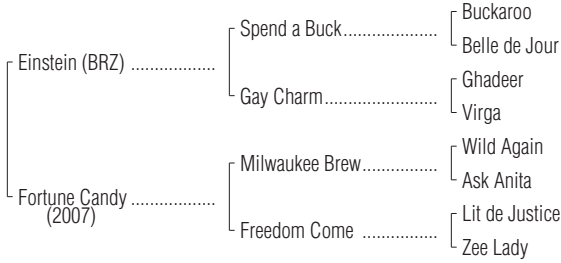 Buckaroo
Spend a Buck.....................
Belle de Jour
Einstein (BRZ) ...................
Ghadeer
Gay Charm.........................
Virga
Wild Again
Milwaukee Brew.................
Ask Anita
Fortune Candy ...................
(2007)
Lit de Justice
Freedom Come .................
Zee Lady